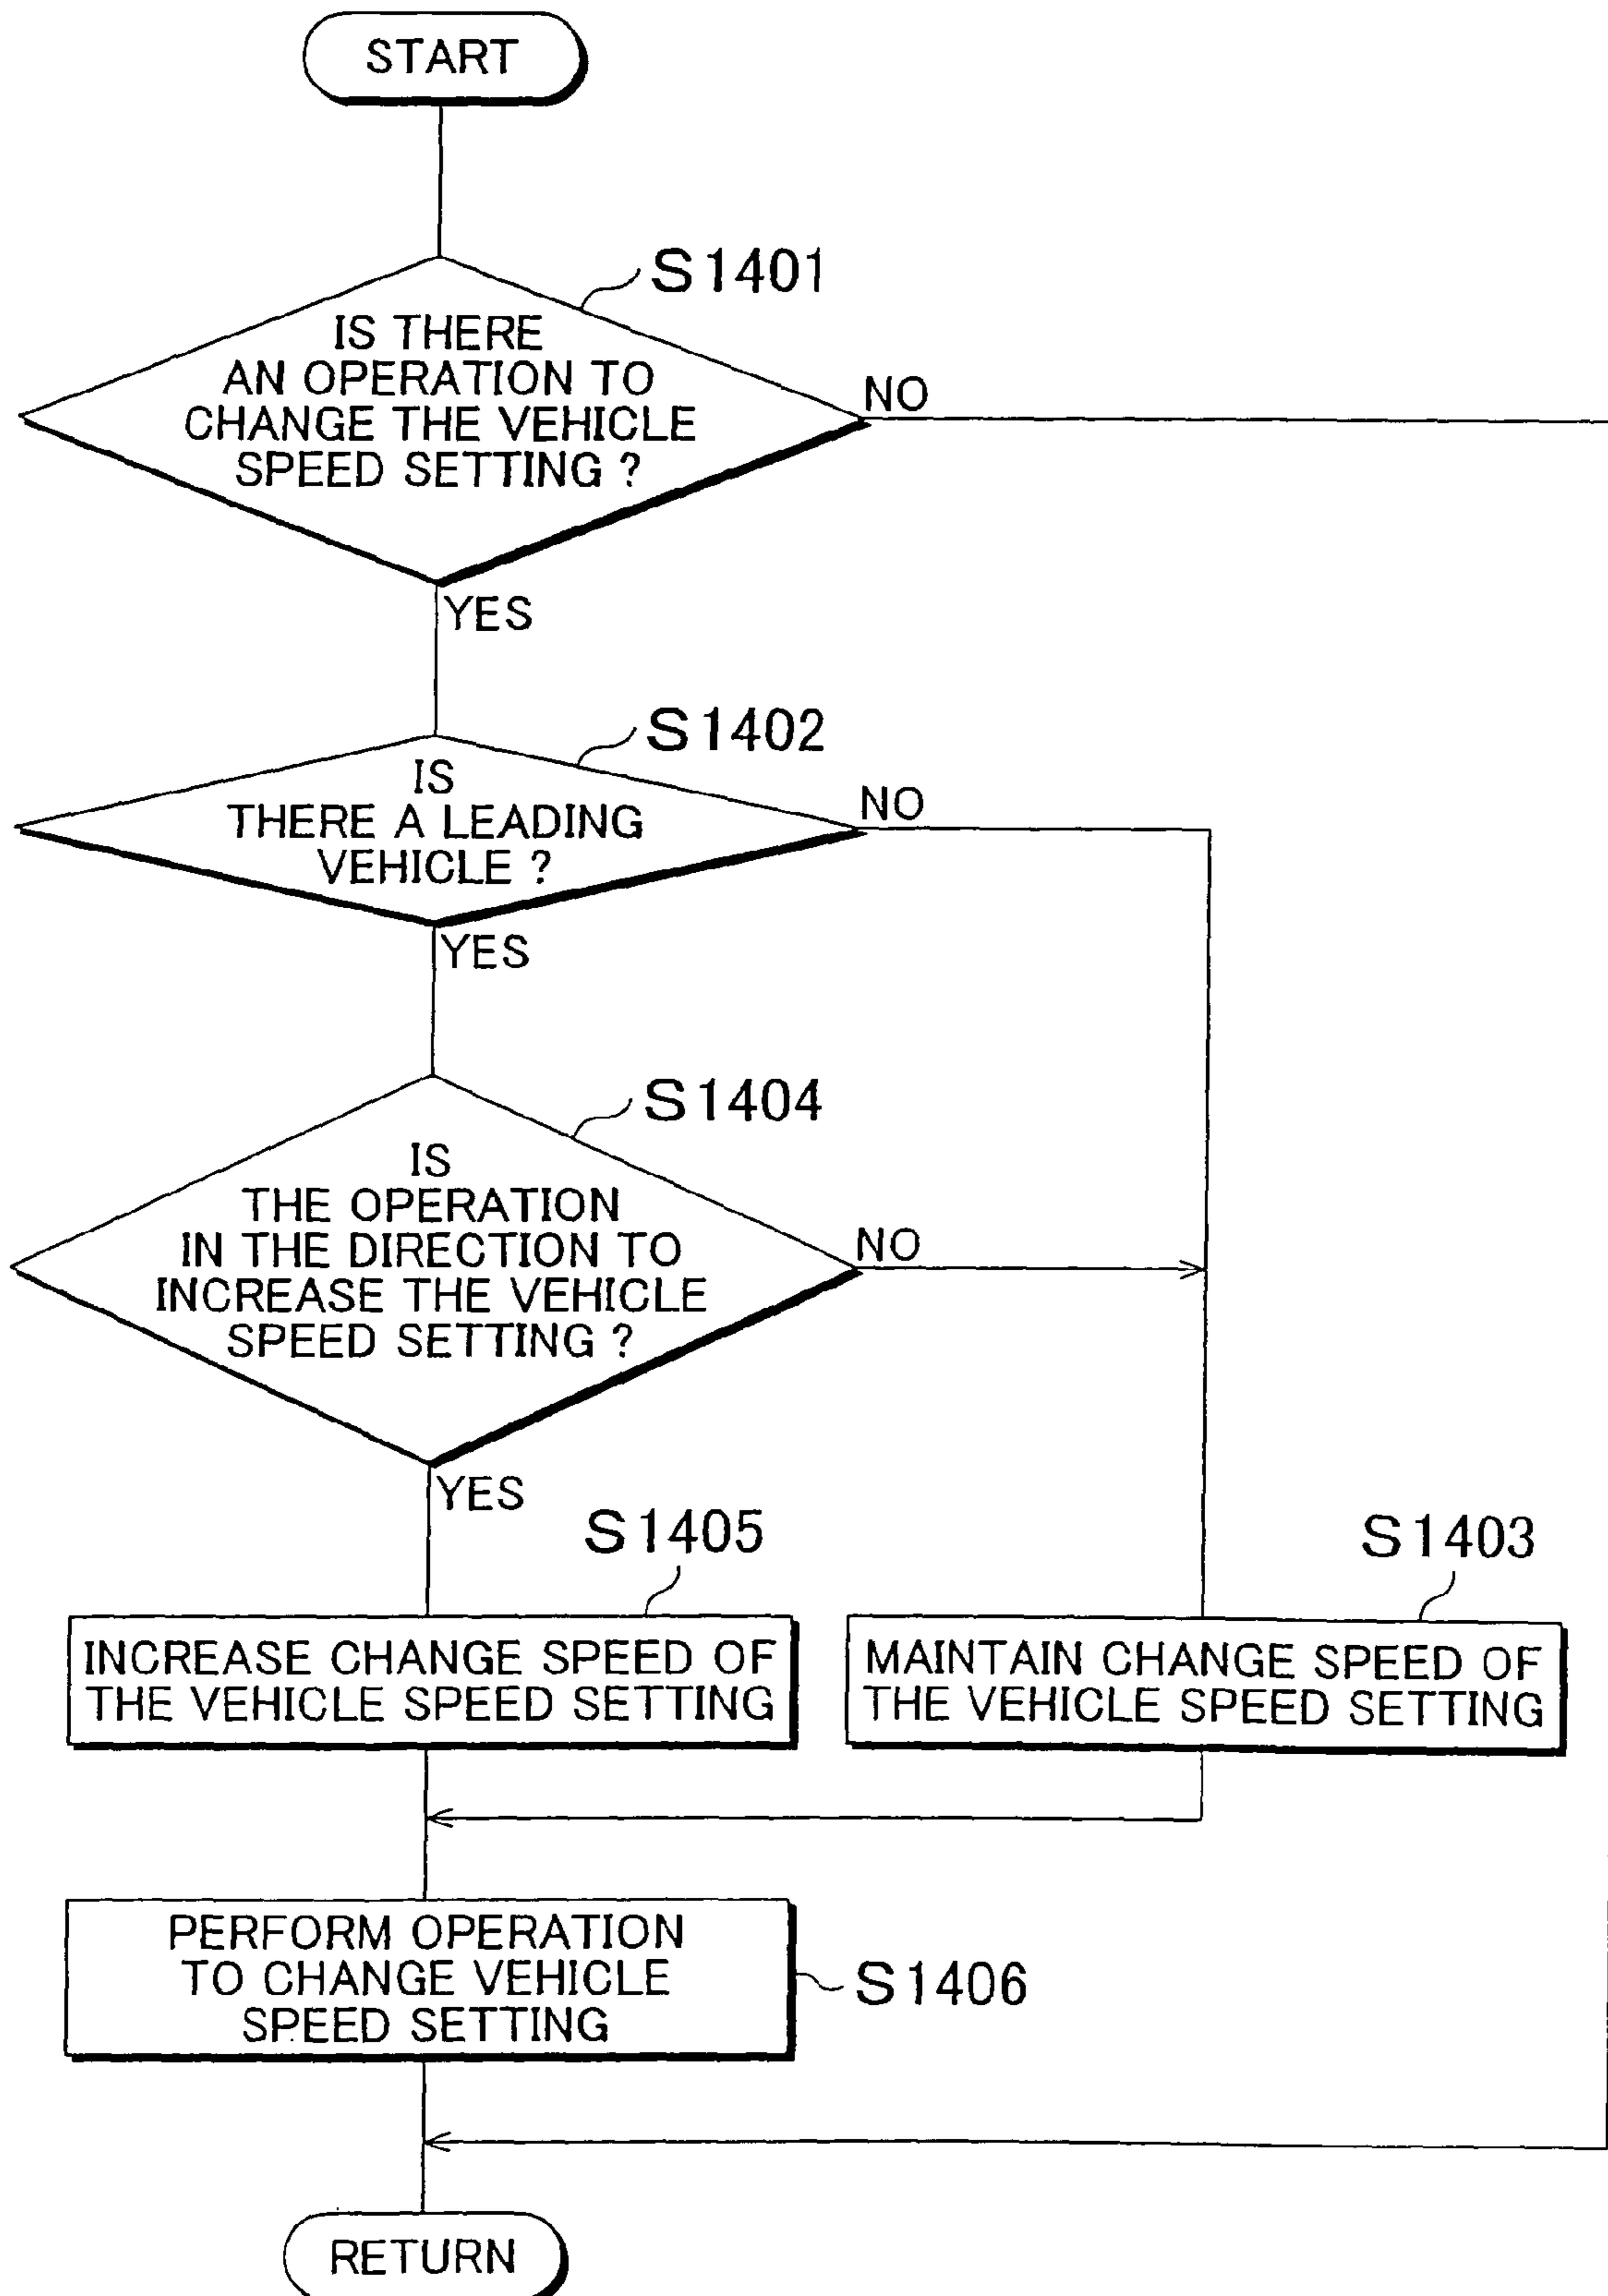 START
S1401
IS THERE
AN OPERATION TO
CHANGE THE VEHICLE
SPEED SETTING ?
NO
YES
S1402
IS
THERE A LEADING
VEHICLE ?
NO
YES
S1404
IS
THE OPERATION
IN THE DIRECTION TO
INCREASE THE VEHICLE
SPEED SETTING ?
NO
YES
S1405
INCREASE CHANGE SPEED OF
THE VEHICLE SPEED SETTING
S1403
MAINTAIN CHANGE SPEED OF
THE VEHICLE SPEED SETTING
PERFORM OPERATION
TO CHANGE VEHICLE
SPEED SETTING
S1406
RETURN